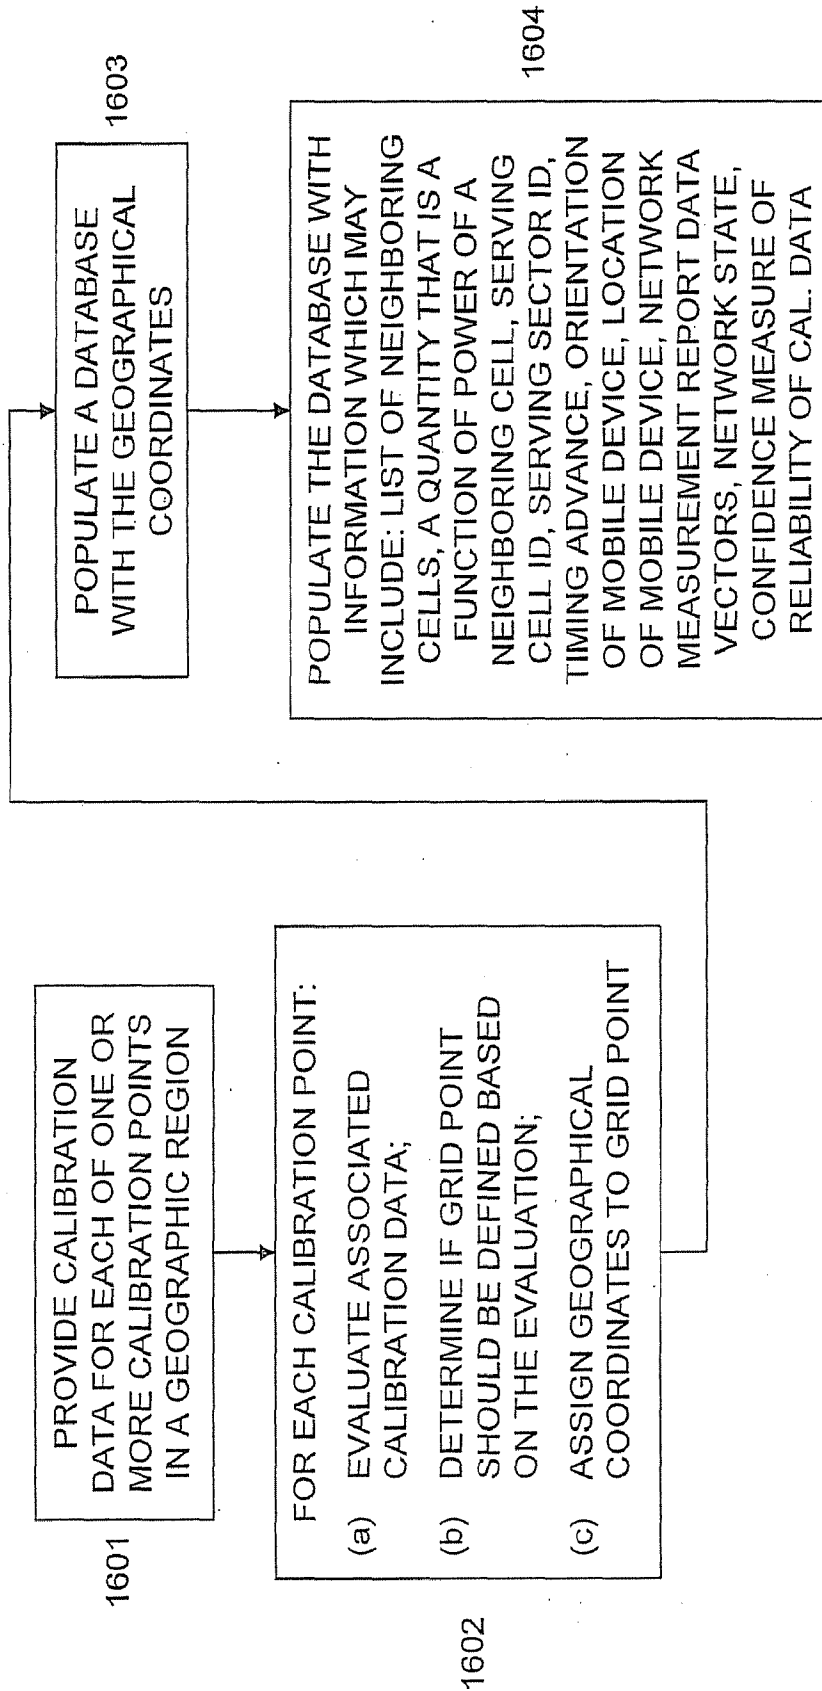 PROVIDE CALIBRATION
DATA FOR EACH OF ONE OR
MORE CALIBRATION POINTS
IN A GEOGRAPHIC REGION
1601
FOR EACH CALIBRATION POINT:
(a) EVALUATE ASSOCIATED
CALIBRATION DATA;
(b) DETERMINE IF GRID POINT
SHOULD BE DEFINED BASED
ON THE EVALUATION;
(c) ASSIGN GEOGRAPHICAL
COORDINATES TO GRID POINT
1602
POPULATE A DATABASE
WITH THE GEOGRAPHICAL
COORDINATES
1603
POPULATE THE DATABASE WITH
INFORMATION WHICH MAY
INCLUDE: LIST OF NEIGHBORING
CELLS, A QUANTITY THAT IS A
FUNCTION OF POWER OF A
NEIGHBORING CELL, SERVING
CELL ID, SERVING SECTOR ID,
TIMING ADVANCE, ORIENTATION
OF MOBILE DEVICE, LOCATION
OF MOBILE DEVICE, NETWORK
MEASUREMENT REPORT DATA
VECTORS, NETWORK STATE,
CONFIDENCE MEASURE OF
RELIABILITY OF CAL. DATA
1604